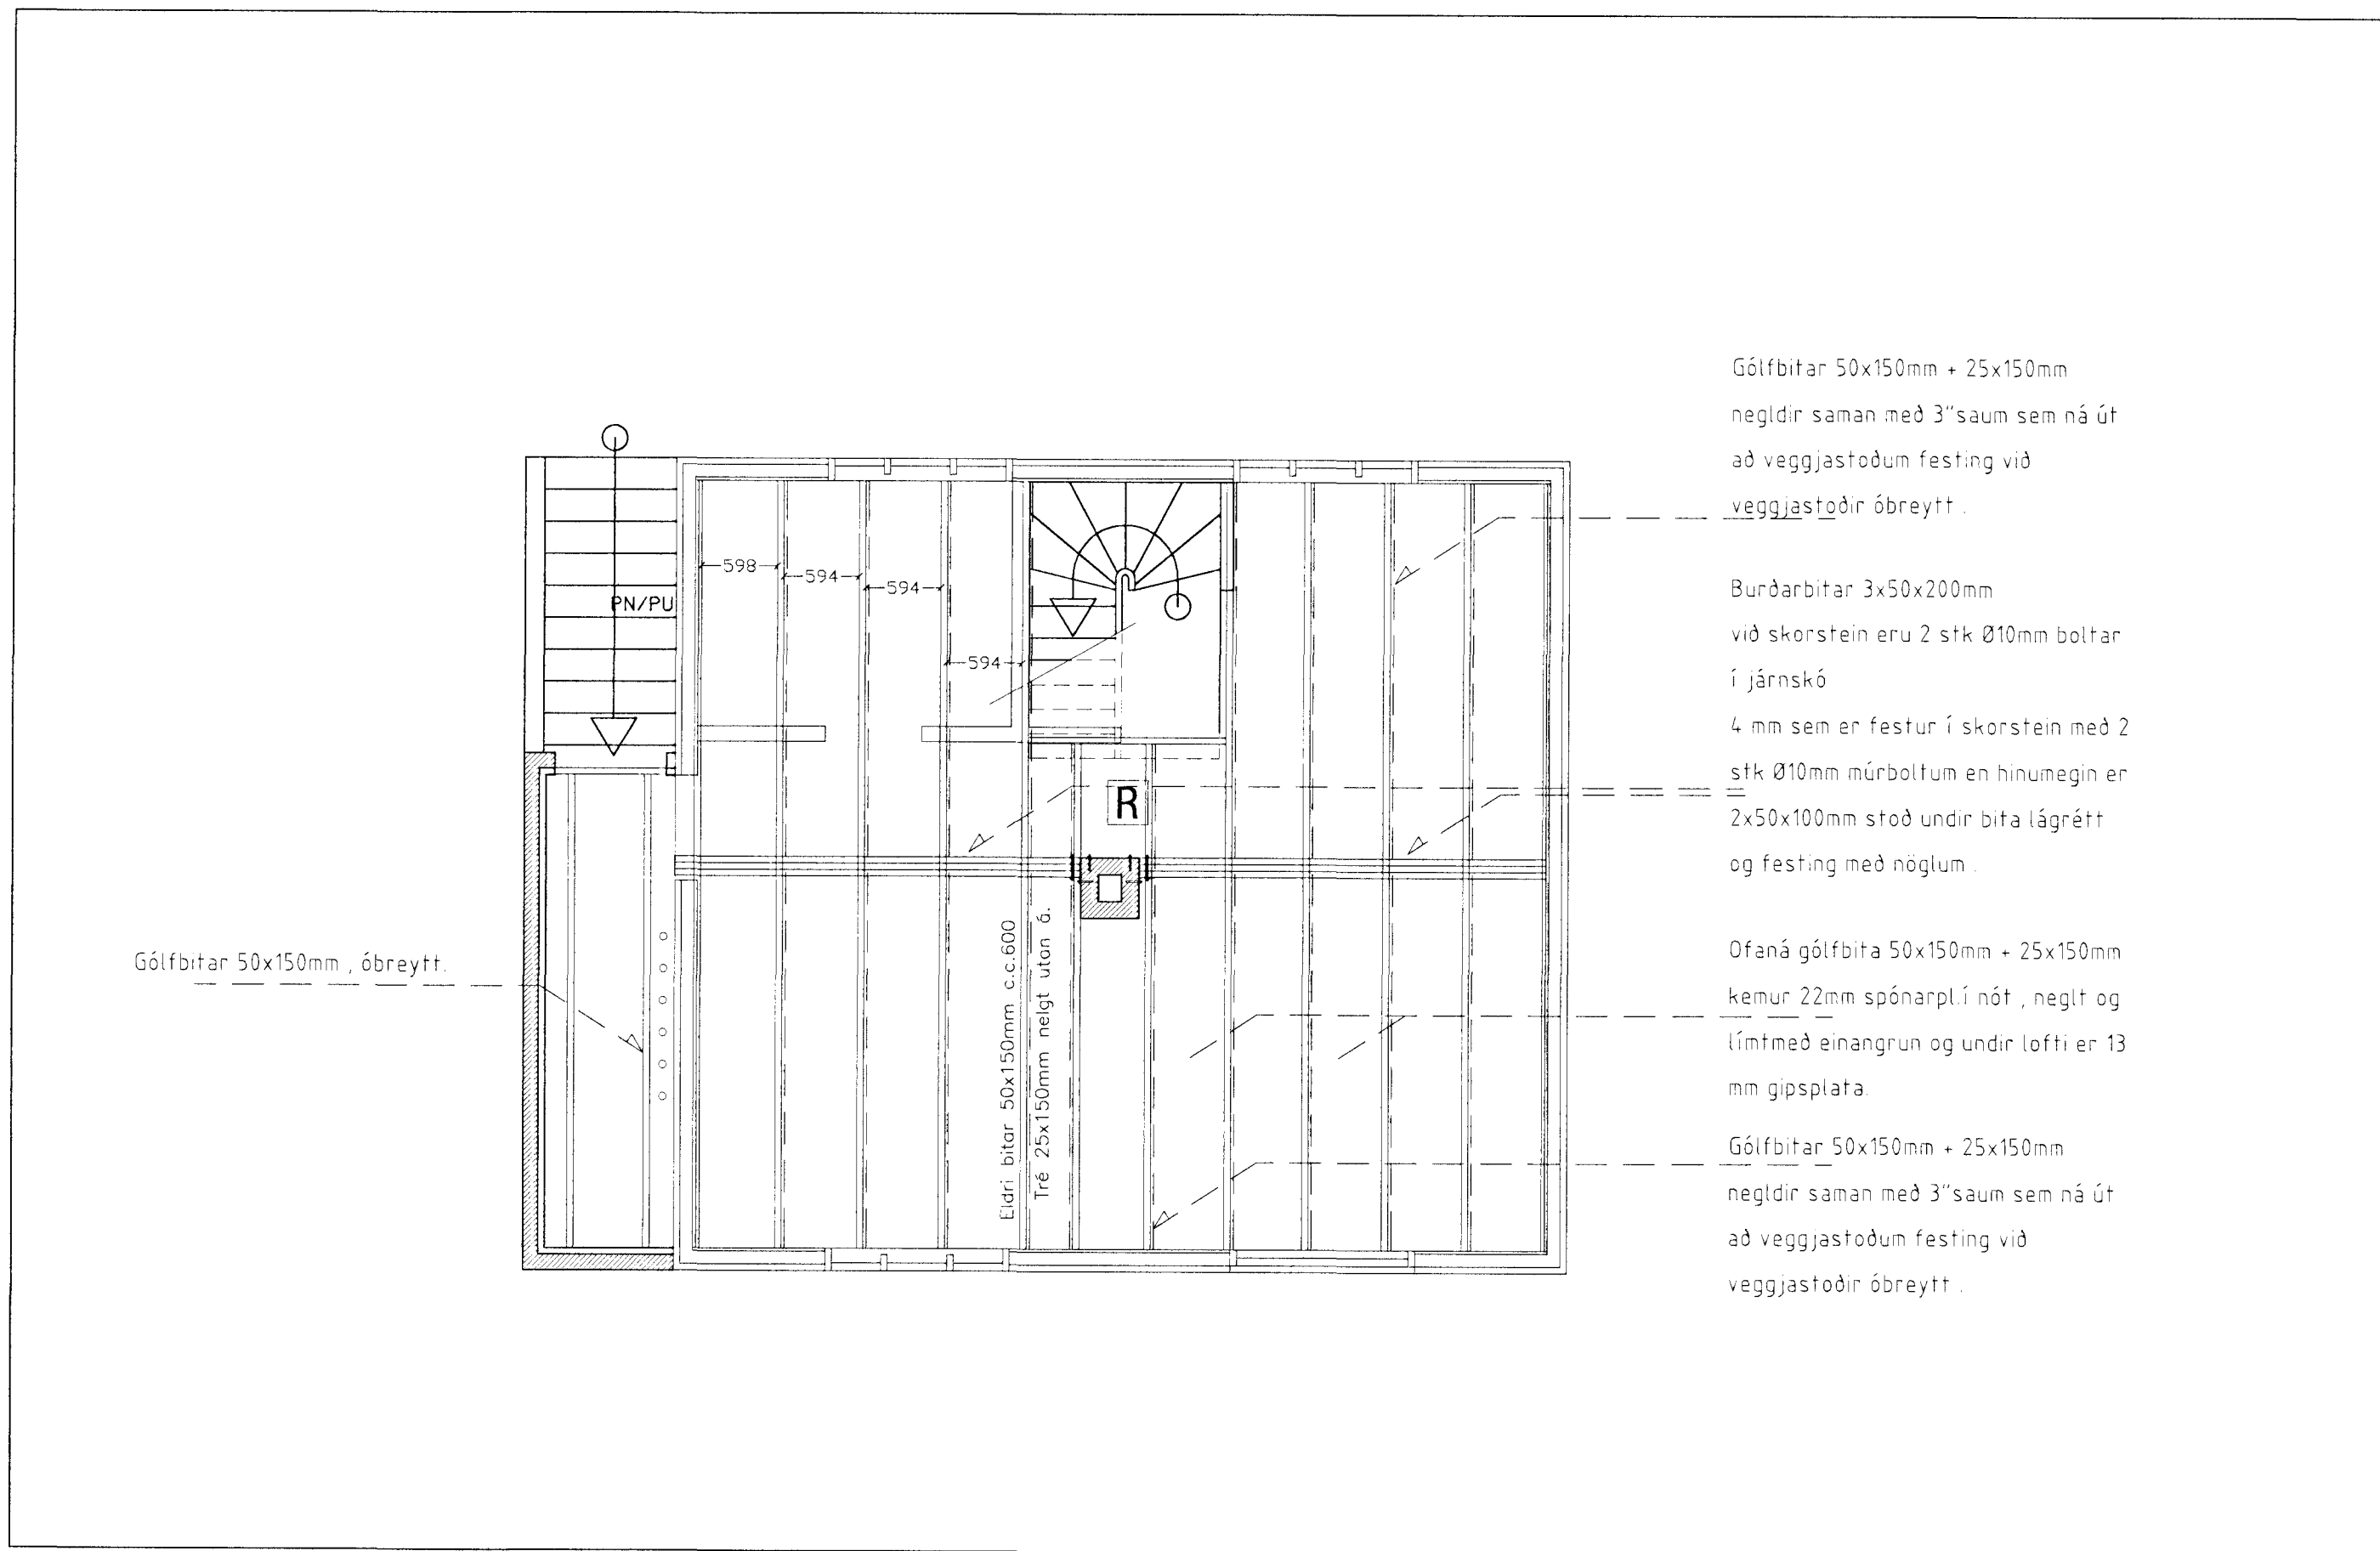 Gólfbitar 50x150mm + 25x150mm
negldir saman með 3"saum sem ná út
að veggjastoðum festing við
veggjastoðir óbreytt .
Burðarbitar 3x50x200mm
við skorstein eru 2 stk Ø10mm boltar
í járnskó
4 mm sem er festur í skorstein með 2
stk Ø10mm múrboltum en hinumegin er
2x50x100mm stoð undir bita lágrétt
og festing með nöglum .
Ofaná gólfbita 50x150mm + 25x150mm
kemur 22mm spónarpl.í nót , neglt og
límtmeð einangrun og undir lofti er 13
mm gipsplata.
Gólfbitar 50x150mm + 25x150mm
negldir saman með 3"saum sem ná út
að veggjastoðum festing við
veggjastoðir óbreytt .
Gólfbitar 50x150mm , óbreytt.
PN/PU
598
594
594
594
R
Eldri bitar 50x150mm c.c.600
Tré 25x150mm nelgt utan á.